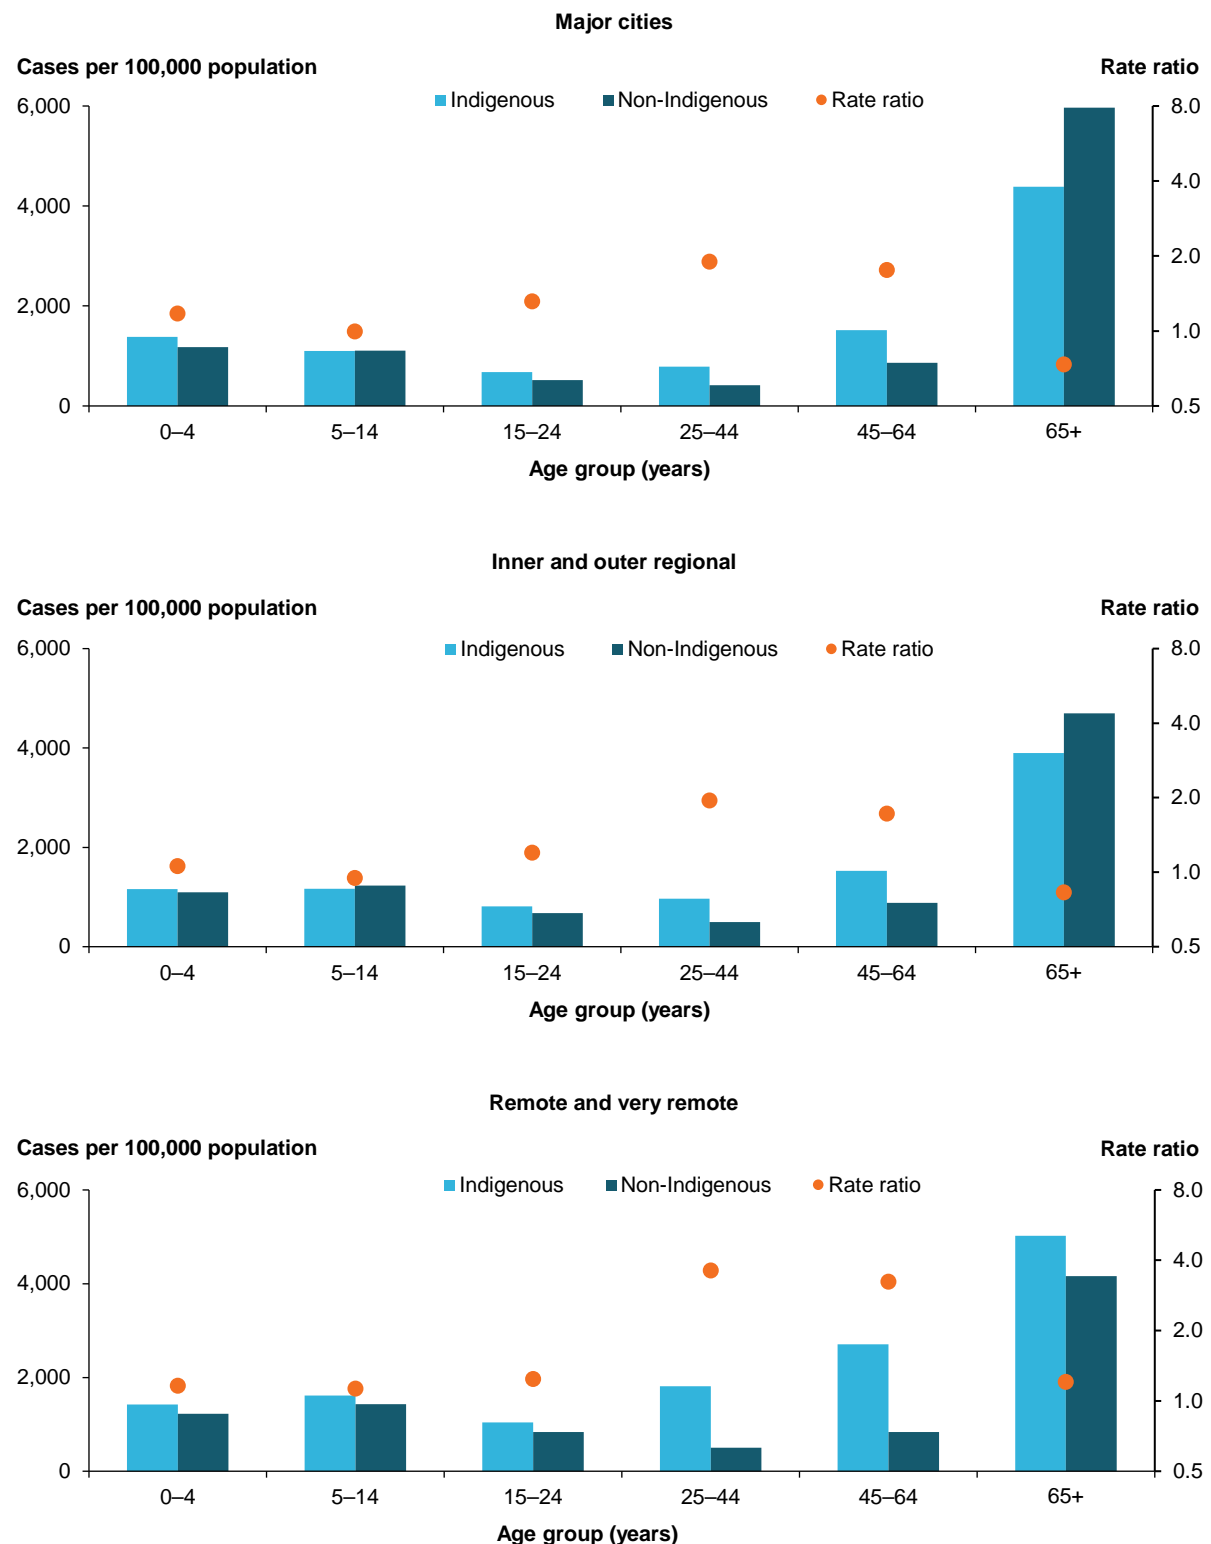 Major cities
Cases per 100,000 population Rate ratio
Indigenous Non-Indigenous Rate ratio
6,000 8.0
4.0
4,000
2.0
2,000
1.0
0 0.5
0–4 5–14 15–24 25–44 45–64 65+
Age group (years)
Inner and outer regional
Cases per 100,000 population Rate ratio
Indigenous Non-Indigenous Rate ratio
6,000 8.0
4.0
4,000
2.0
2,000
1.0
0 0.5
0–4 5–14 15–24 25–44 45–64 65+
Age group (years)
Remote and very remote
Cases per 100,000 population Rate ratio
Indigenous Non-Indigenous Rate ratio
6,000 8.0
4.0
4,000
2.0
2,000
1.0
0 0.5
0–4 5–14 15–24 25–44 45–64 65+
Age group (years)